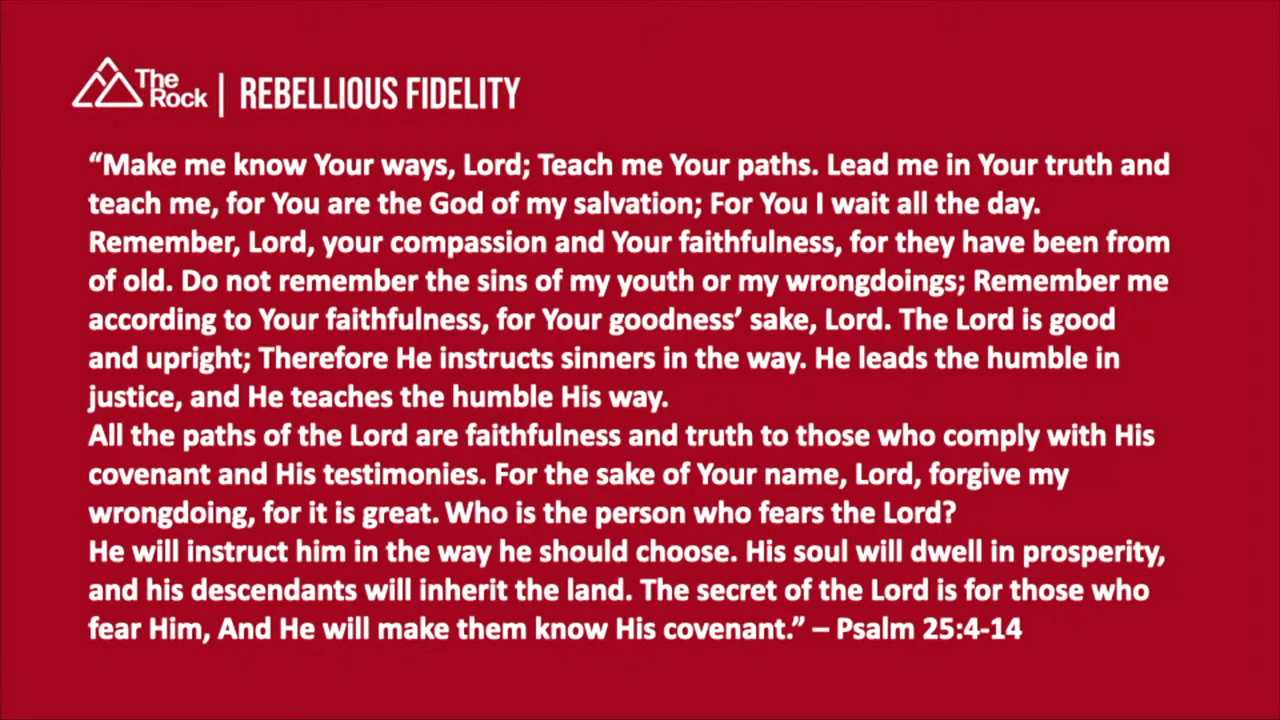 The
Rock | REBELLIOUS FIDELITY
“Make me know Your ways, Lord; Teach me Your paths. Lead me in Your truth and
teach me, for You are the God of my salvation; For You I wait all the day.
Remember, Lord, your compassion and Your faithfulness, for they have been from
of old. Do not remember the sins of my youth or my wrongdoings; Remember me
according to Your faithfulness, for Your goodness’ sake, Lord. The Lord is good
and upright; Therefore He instructs sinners in the way. He leads the humble in
justice, and He teaches the humble His way.
All the paths of the Lord are faithfulness and truth to those who comply with His
covenant and His testimonies. For the sake of Your name, Lord, forgive my
wrongdoing, for it is great. Who is the person who fears the Lord?
He will instruct him in the way he should choose. His soul will dwell in prosperity,
and his descendants will inherit the land. The secret of the Lord is for those who
fear Him, And He will make them know His covenant.” – Psalm 25:4-14